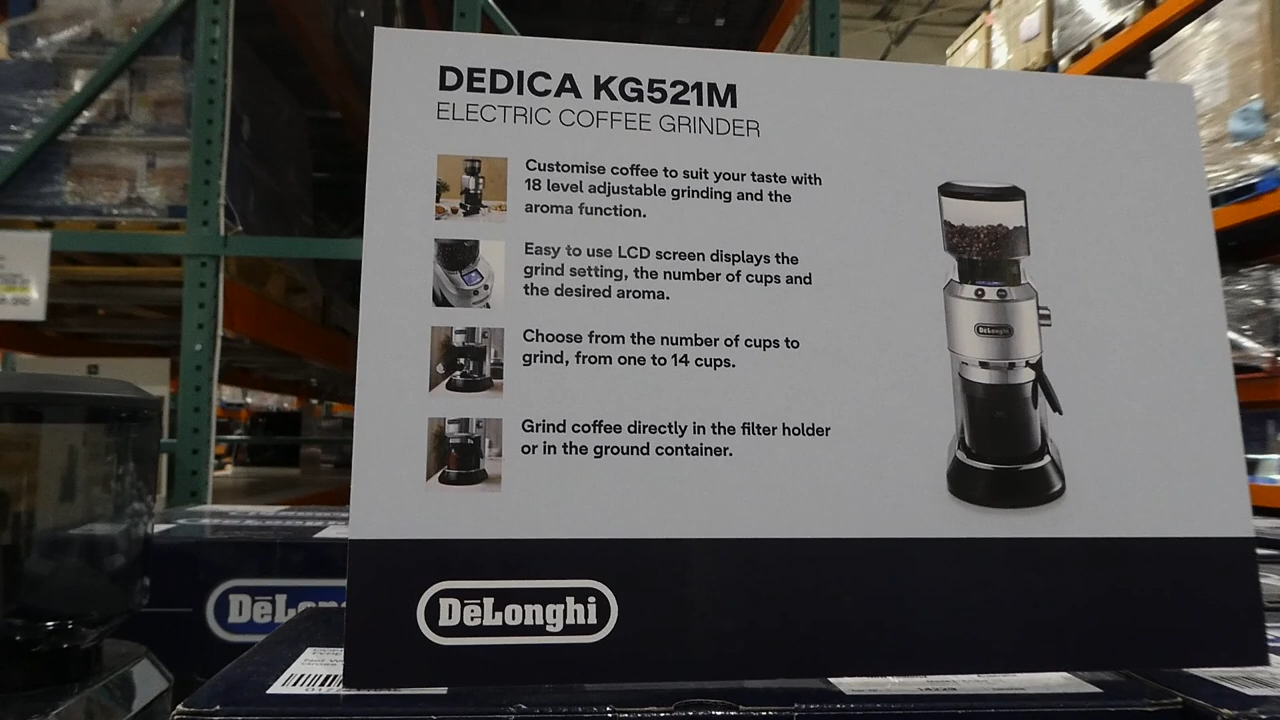 DEDICA KG521M
ELECTRIC COFFEE GRINDER
Customise coffee to suit your taste with
18 level adjustable grinding and the
aroma function.
Easy to use LCD screen displays the
grind setting, the number of cups and
the desired aroma.
Choose from the number of cups to
grind, from one to 14 cups.
Grind coffee directly in the filter holder
or in the ground container.
DēLonghi
DēLonghi
DēLo